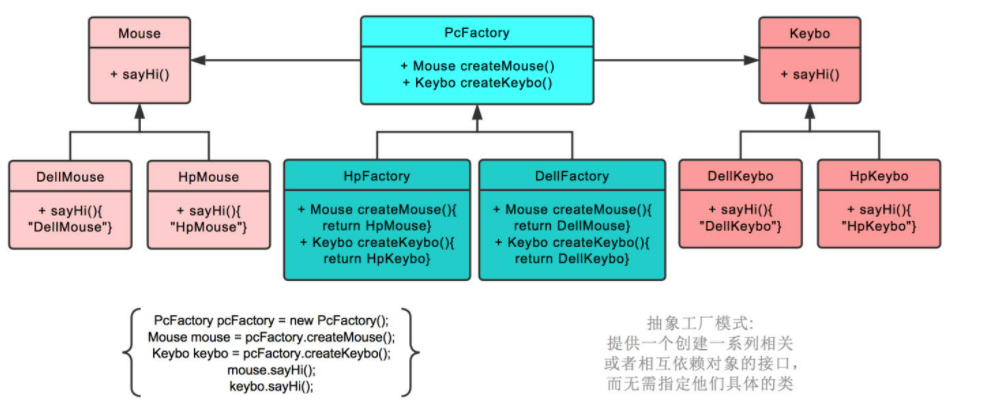 Mouse
+ sayHi()
PcFactory
+ Mouse createMouse()
+ Keybo createKeybo()
Keybo
+ sayHi()
DellMouse
+ sayHi(){
"DellMouse"}
HpMouse
+ sayHi(){
"HpMouse"}
HpFactory
+ Mouse createMouse(){
return HpMouse}
+ Keybo createKeybo(){
return HpKeybo}
DellFactory
+ Mouse createMouse(){
return DellMouse}
+ Keybo createKeybo(){
return DellKeybo}
DellKeybo
+ sayHi(){
"DellKeybo"}
HpKeybo
+ sayHi(){
"HpKeybo"}
PcFactory pcFactory = new PcFactory();
Mouse mouse = pcFactory.createMouse();
Keybo keybo = pcFactory.createKeybo();
mouse.sayHi();
keybo.sayHi();
抽象工厂模式:
提供一个创建一系列相关
或者相互依赖对象的接口，
而无需指定他们具体的类